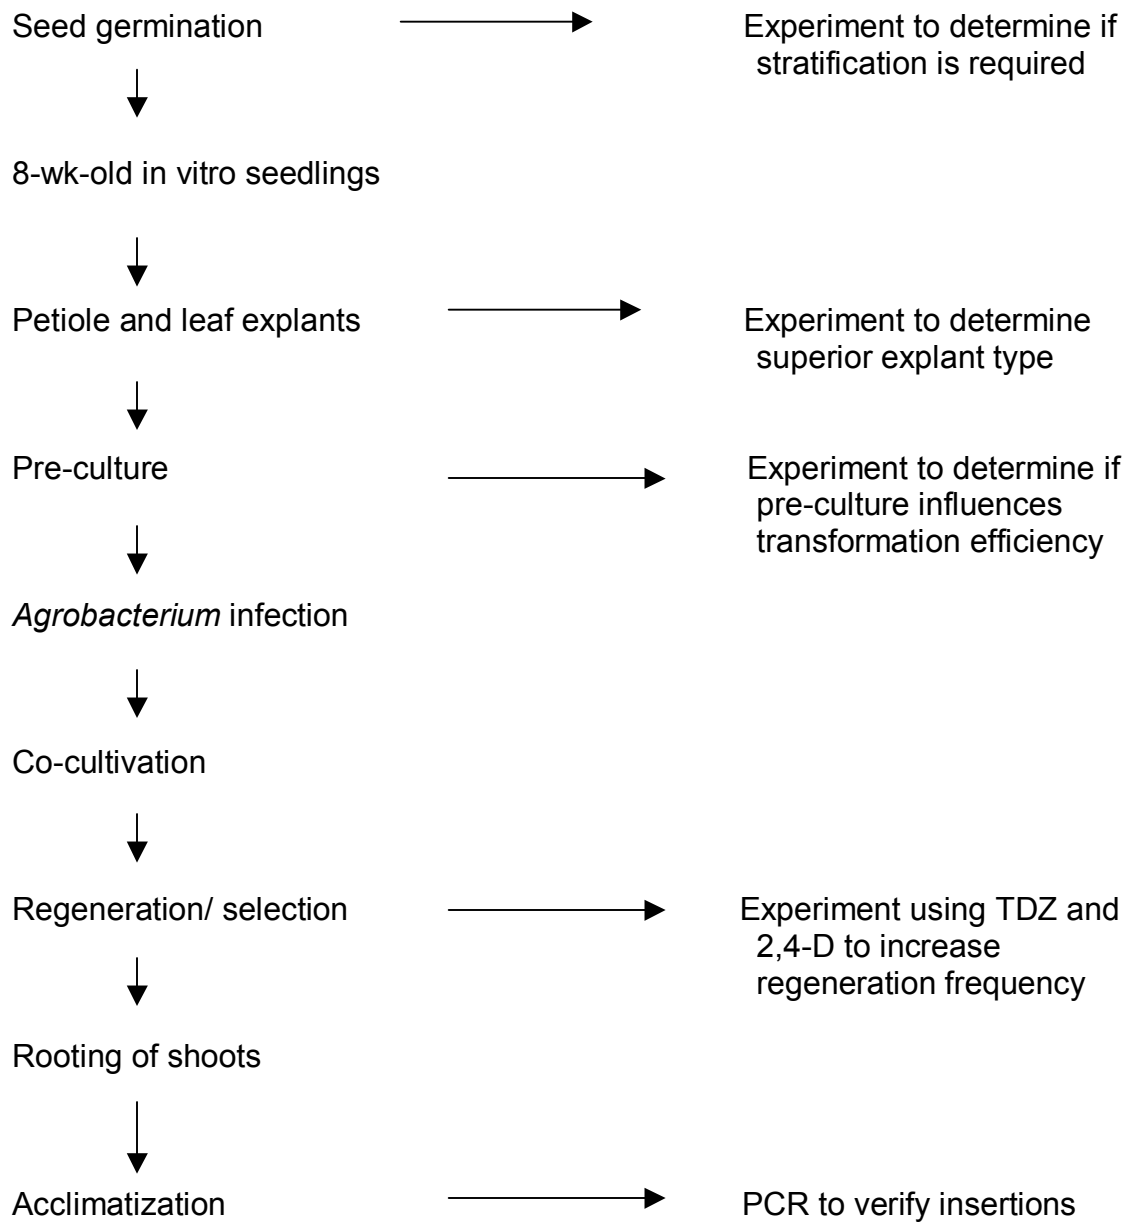 Seed germination
Experiment to determine if
stratification is required
8-wk-old in vitro seedlings
Petiole and leaf explants
Experiment to determine
superior explant type
Pre-culture
Experiment to determine if
pre-culture influences
transformation efficiency
Agrobacterium infection
Co-cultivation
Regeneration/ selection
Experiment using TDZ and
2,4-D to increase
regeneration frequency
Rooting of shoots
Acclimatization
PCR to verify insertions